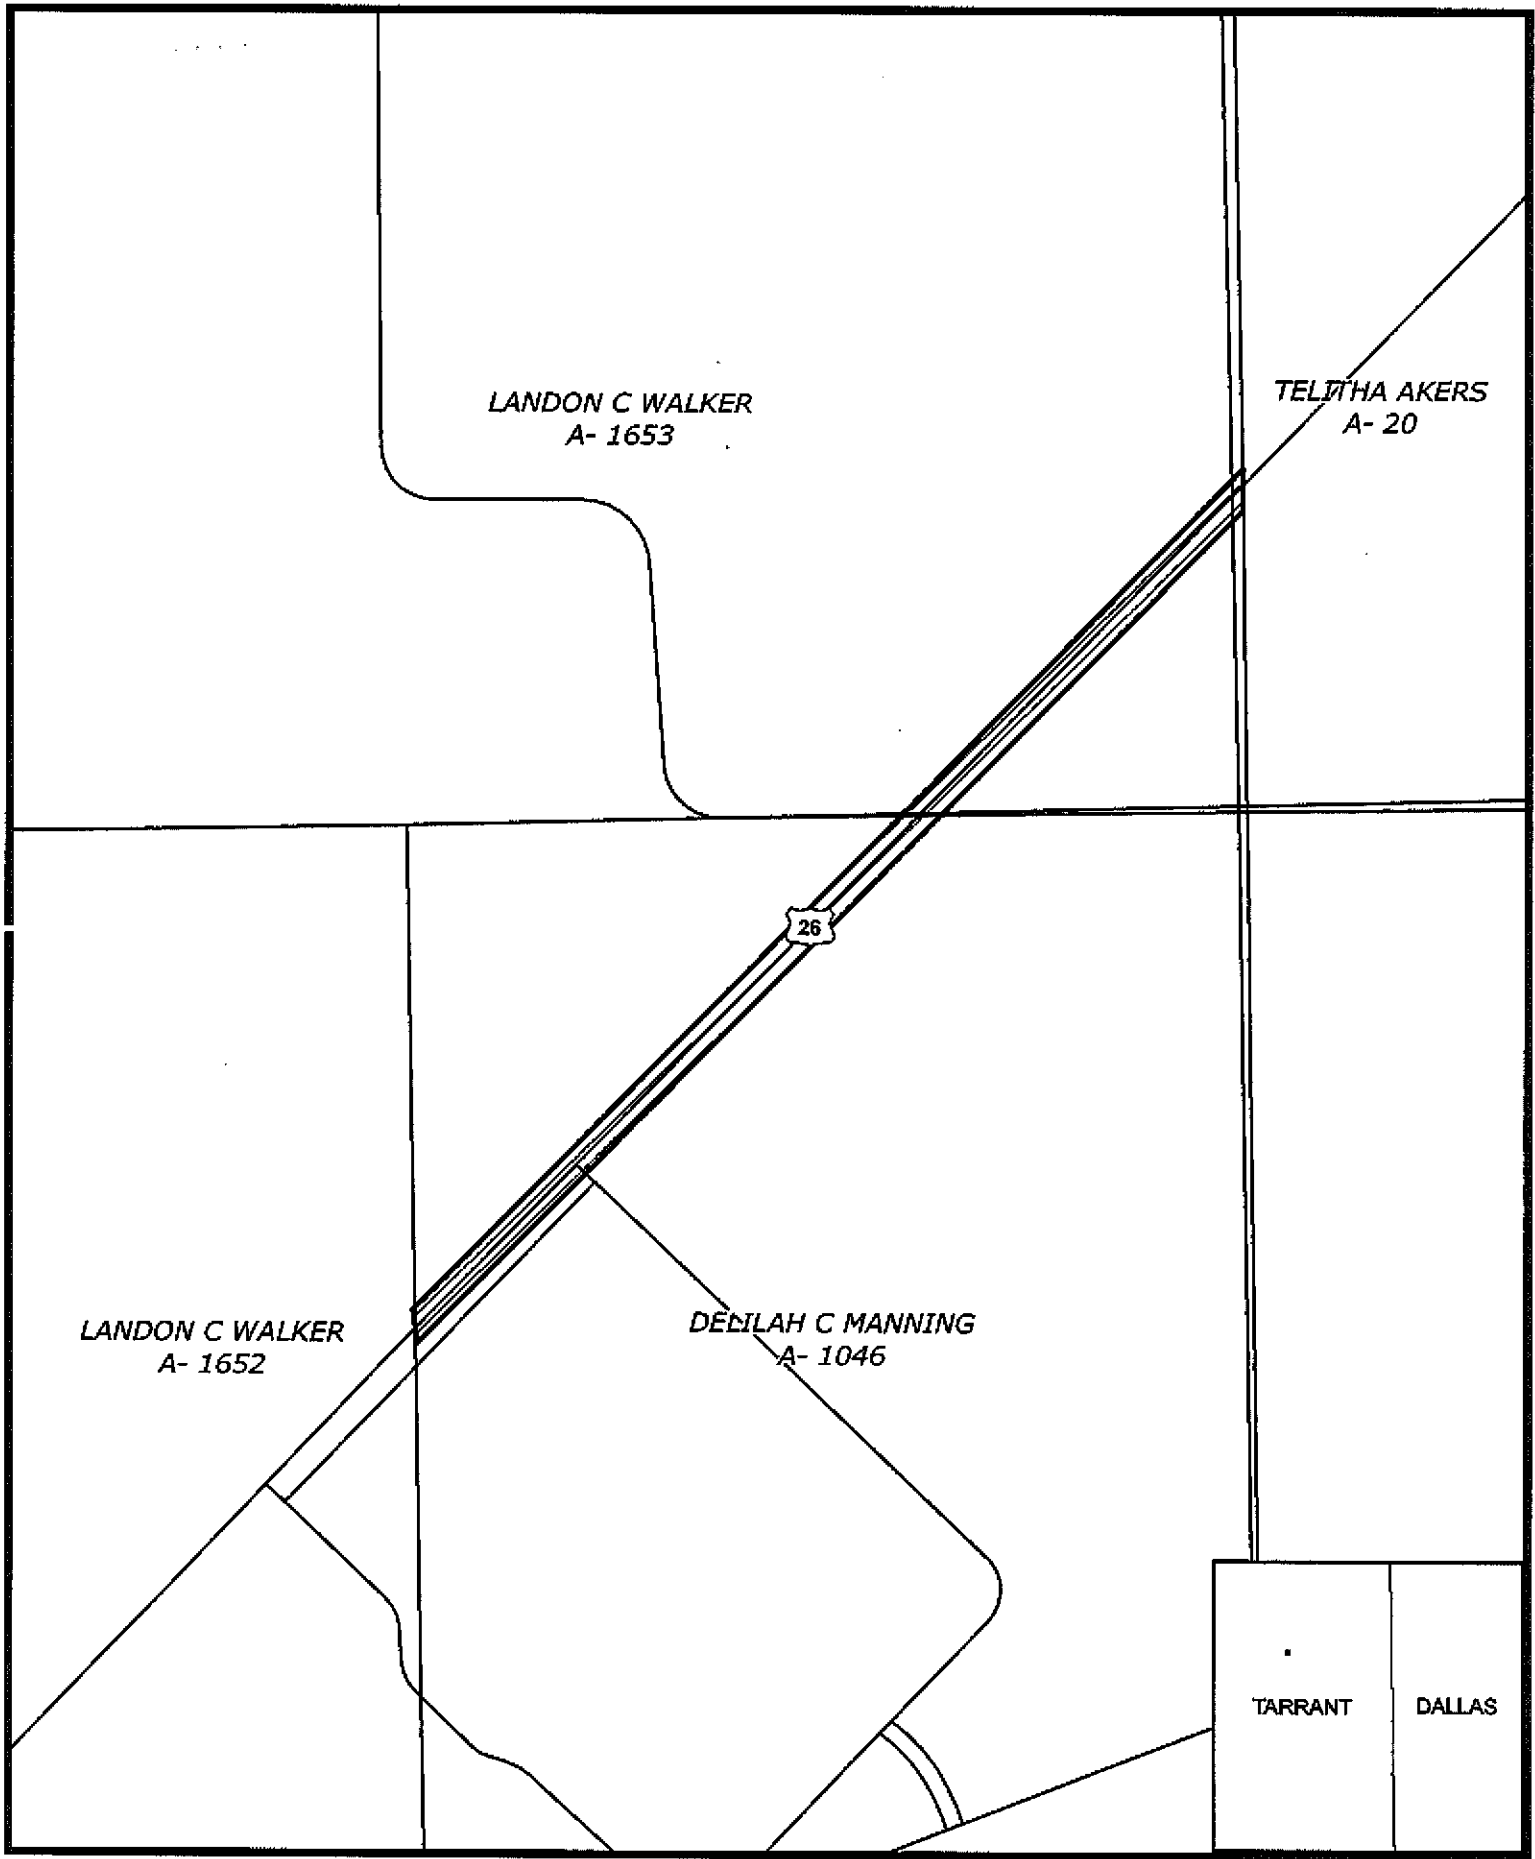 LANDON C WALKER
A- 1653
TELITHA AKERS
A- 20
26
LANDON C WALKER
A- 1652
DELILAH C MANNING
A- 1046
TARRANT
DALLAS